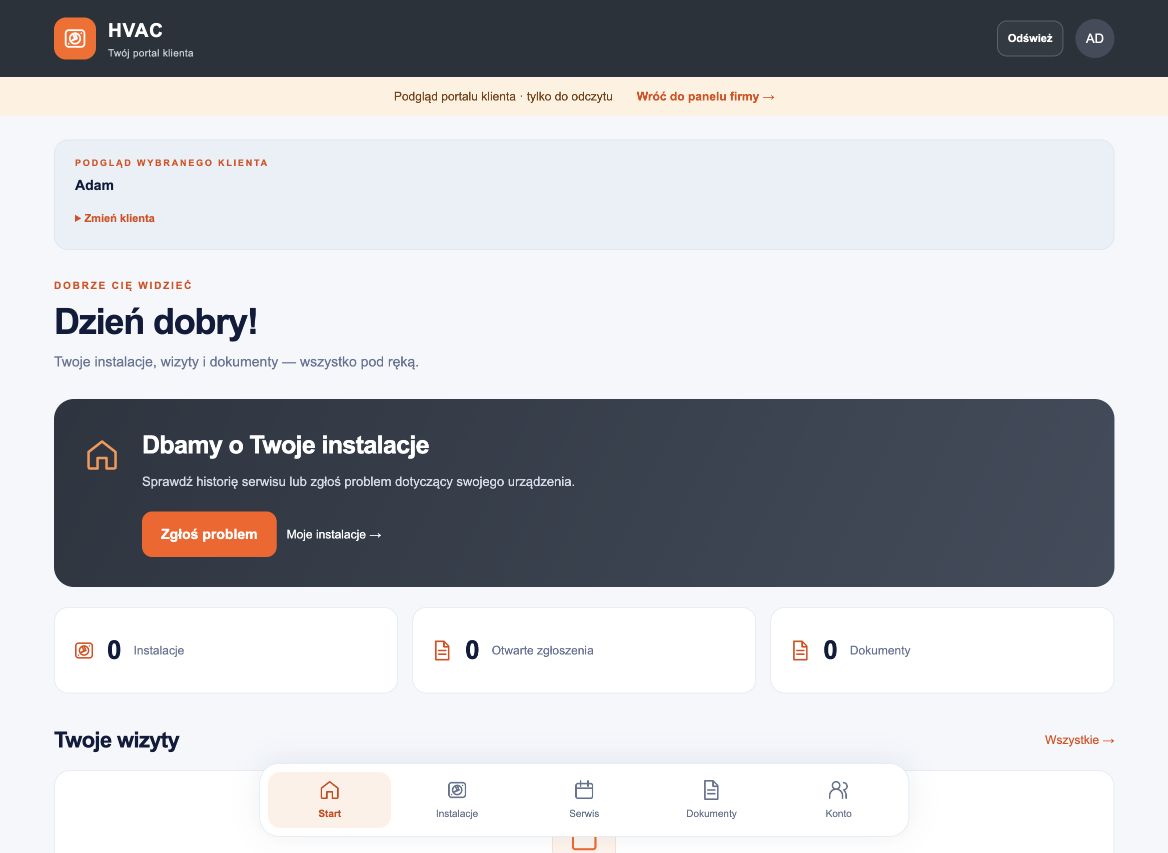 HVAC
Twój portal klienta
Odśwież
AD
Podgląd portalu klienta · tylko do odczytu
Wróć do panelu firmy →
PODGLĄD WYBRANEGO KLIENTA
Adam
Zmień klienta
DOBRZE CIĘ WIDZIEĆ
Dzień dobry!
Twoje instalacje, wizyty i dokumenty — wszystko pod ręką.
Dbamy o Twoje instalacje
Sprawdź historię serwisu lub zgłoś problem dotyczący swojego urządzenia.
Zgłoś problem
Moje instalacje →
0 Instalacje
0 Otwarte zgłoszenia
0 Dokumenty
Twoje wizyty
Wszystkie →
Start
Instalacje
Serwis
Dokumenty
Konto